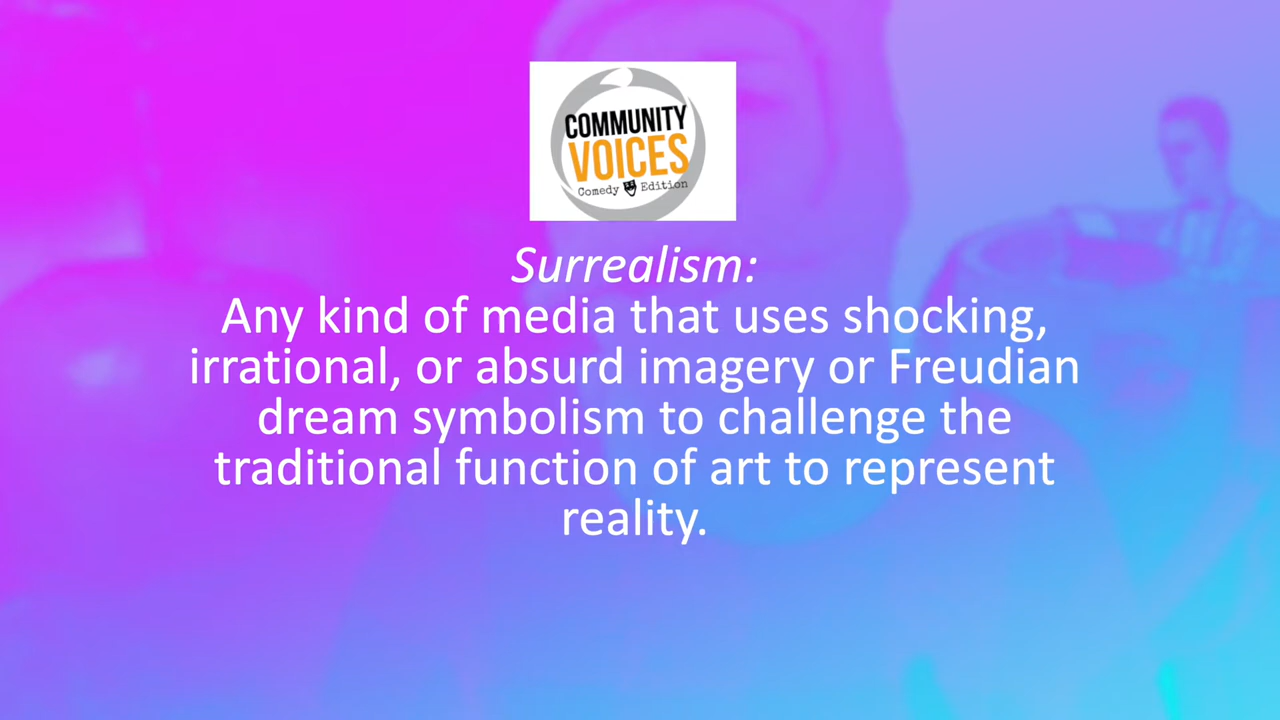 COMMUNITY
VOICES
Comedy Edition
Surrealism:
Any kind of media that uses shocking,
irrational, or absurd imagery or Freudian
dream symbolism to challenge the
traditional function of art to represent
reality.